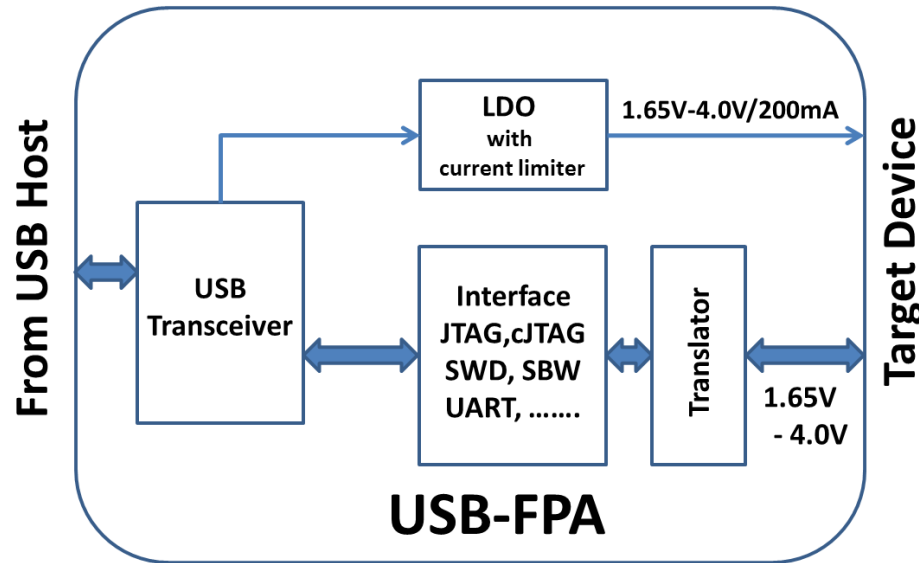 From USB Host
LDO
with
current limiter
1.65V-4.0V/200mA
USB
Transceiver
Interface
JTAG,cJTAG
SWD, SBW
UART, .......
Translator
1.65V
- 4.0V
Target Device
USB-FPA